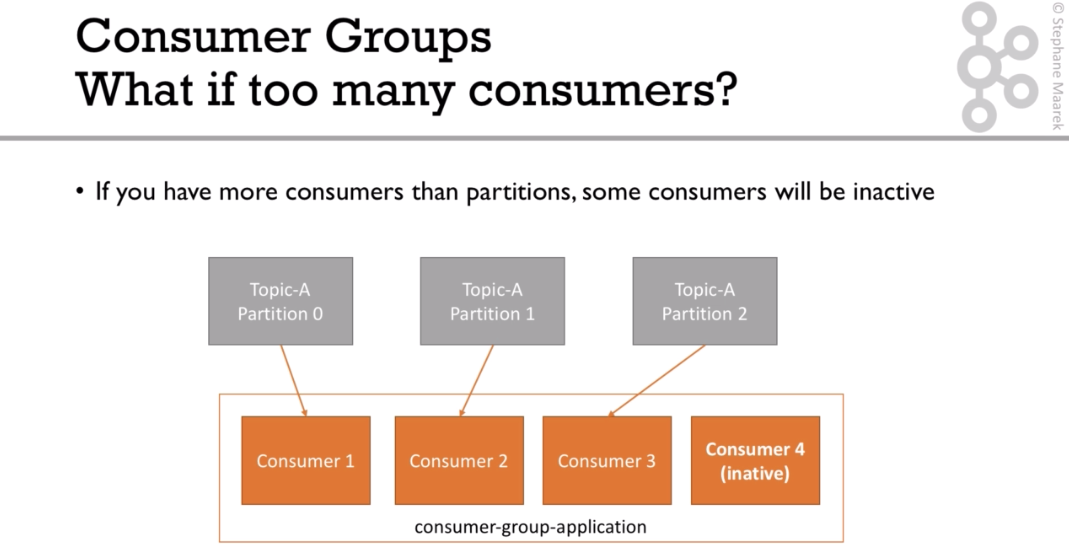 Consumer Groups
What if too many consumers?
© Stephane Maarek
• If you have more consumers than partitions, some consumers will be inactive
Topic-A
Partition 0
Topic-A
Partition 1
Topic-A
Partition 2
Consumer 1
Consumer 2
Consumer 3
Consumer 4
(inative)
consumer-group-application